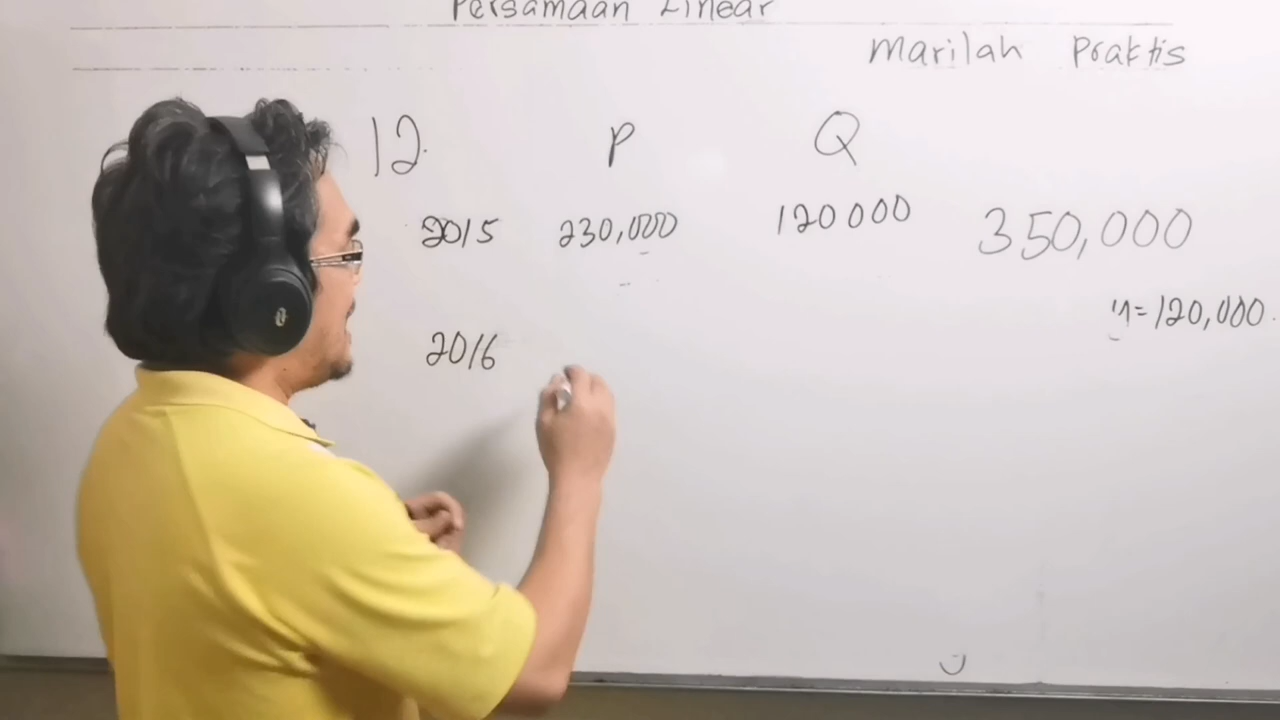 Persamaan Linear
Marilah Praktis
12. P Q
2015 230,000 120000 350,000
y=120,000.
2016